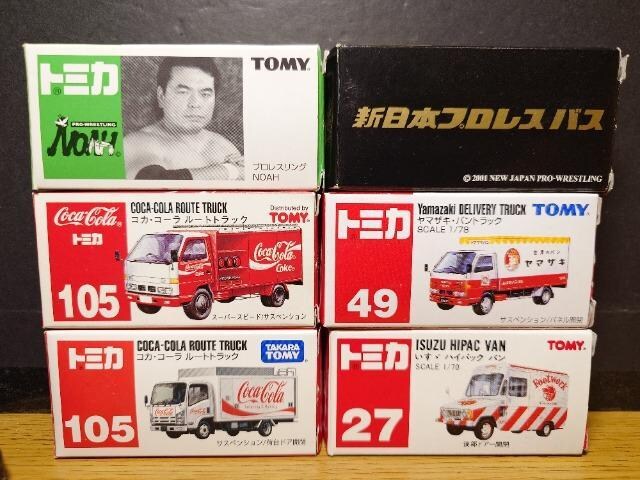 トミカ
TOMY
PRO-WRESTLING
NOAH
プロレスリング
NOAH
新日本プロレスバス
© 2001 NEW JAPAN PRO-WRESTLING
Coca-Cola
COCA-COLA ROUTE TRUCK
Distributed by
コカ・コーラ ルートトラック
TOMY
トミカ
105
Coca-Cola
Coke
スーパースピード/サスペンション
トミカ
Yamazaki DELIVERY TRUCK
TOMY
ヤマザキ・パントラック
SCALE 1/78
49
ヤマザキ
サスペンション/パネル開閉
トミカ
COCA-COLA ROUTE TRUCK
コカ・コーラ ルートトラック
TAKARA
TOMY
105
Coca-Cola
サスペンション/荷台ドア開閉
トミカ
ISUZU HIPAC VAN
TOMY
いすゞ ハイパック バン
SCALE 1/70
27
Footwork
後部ドアー開閉